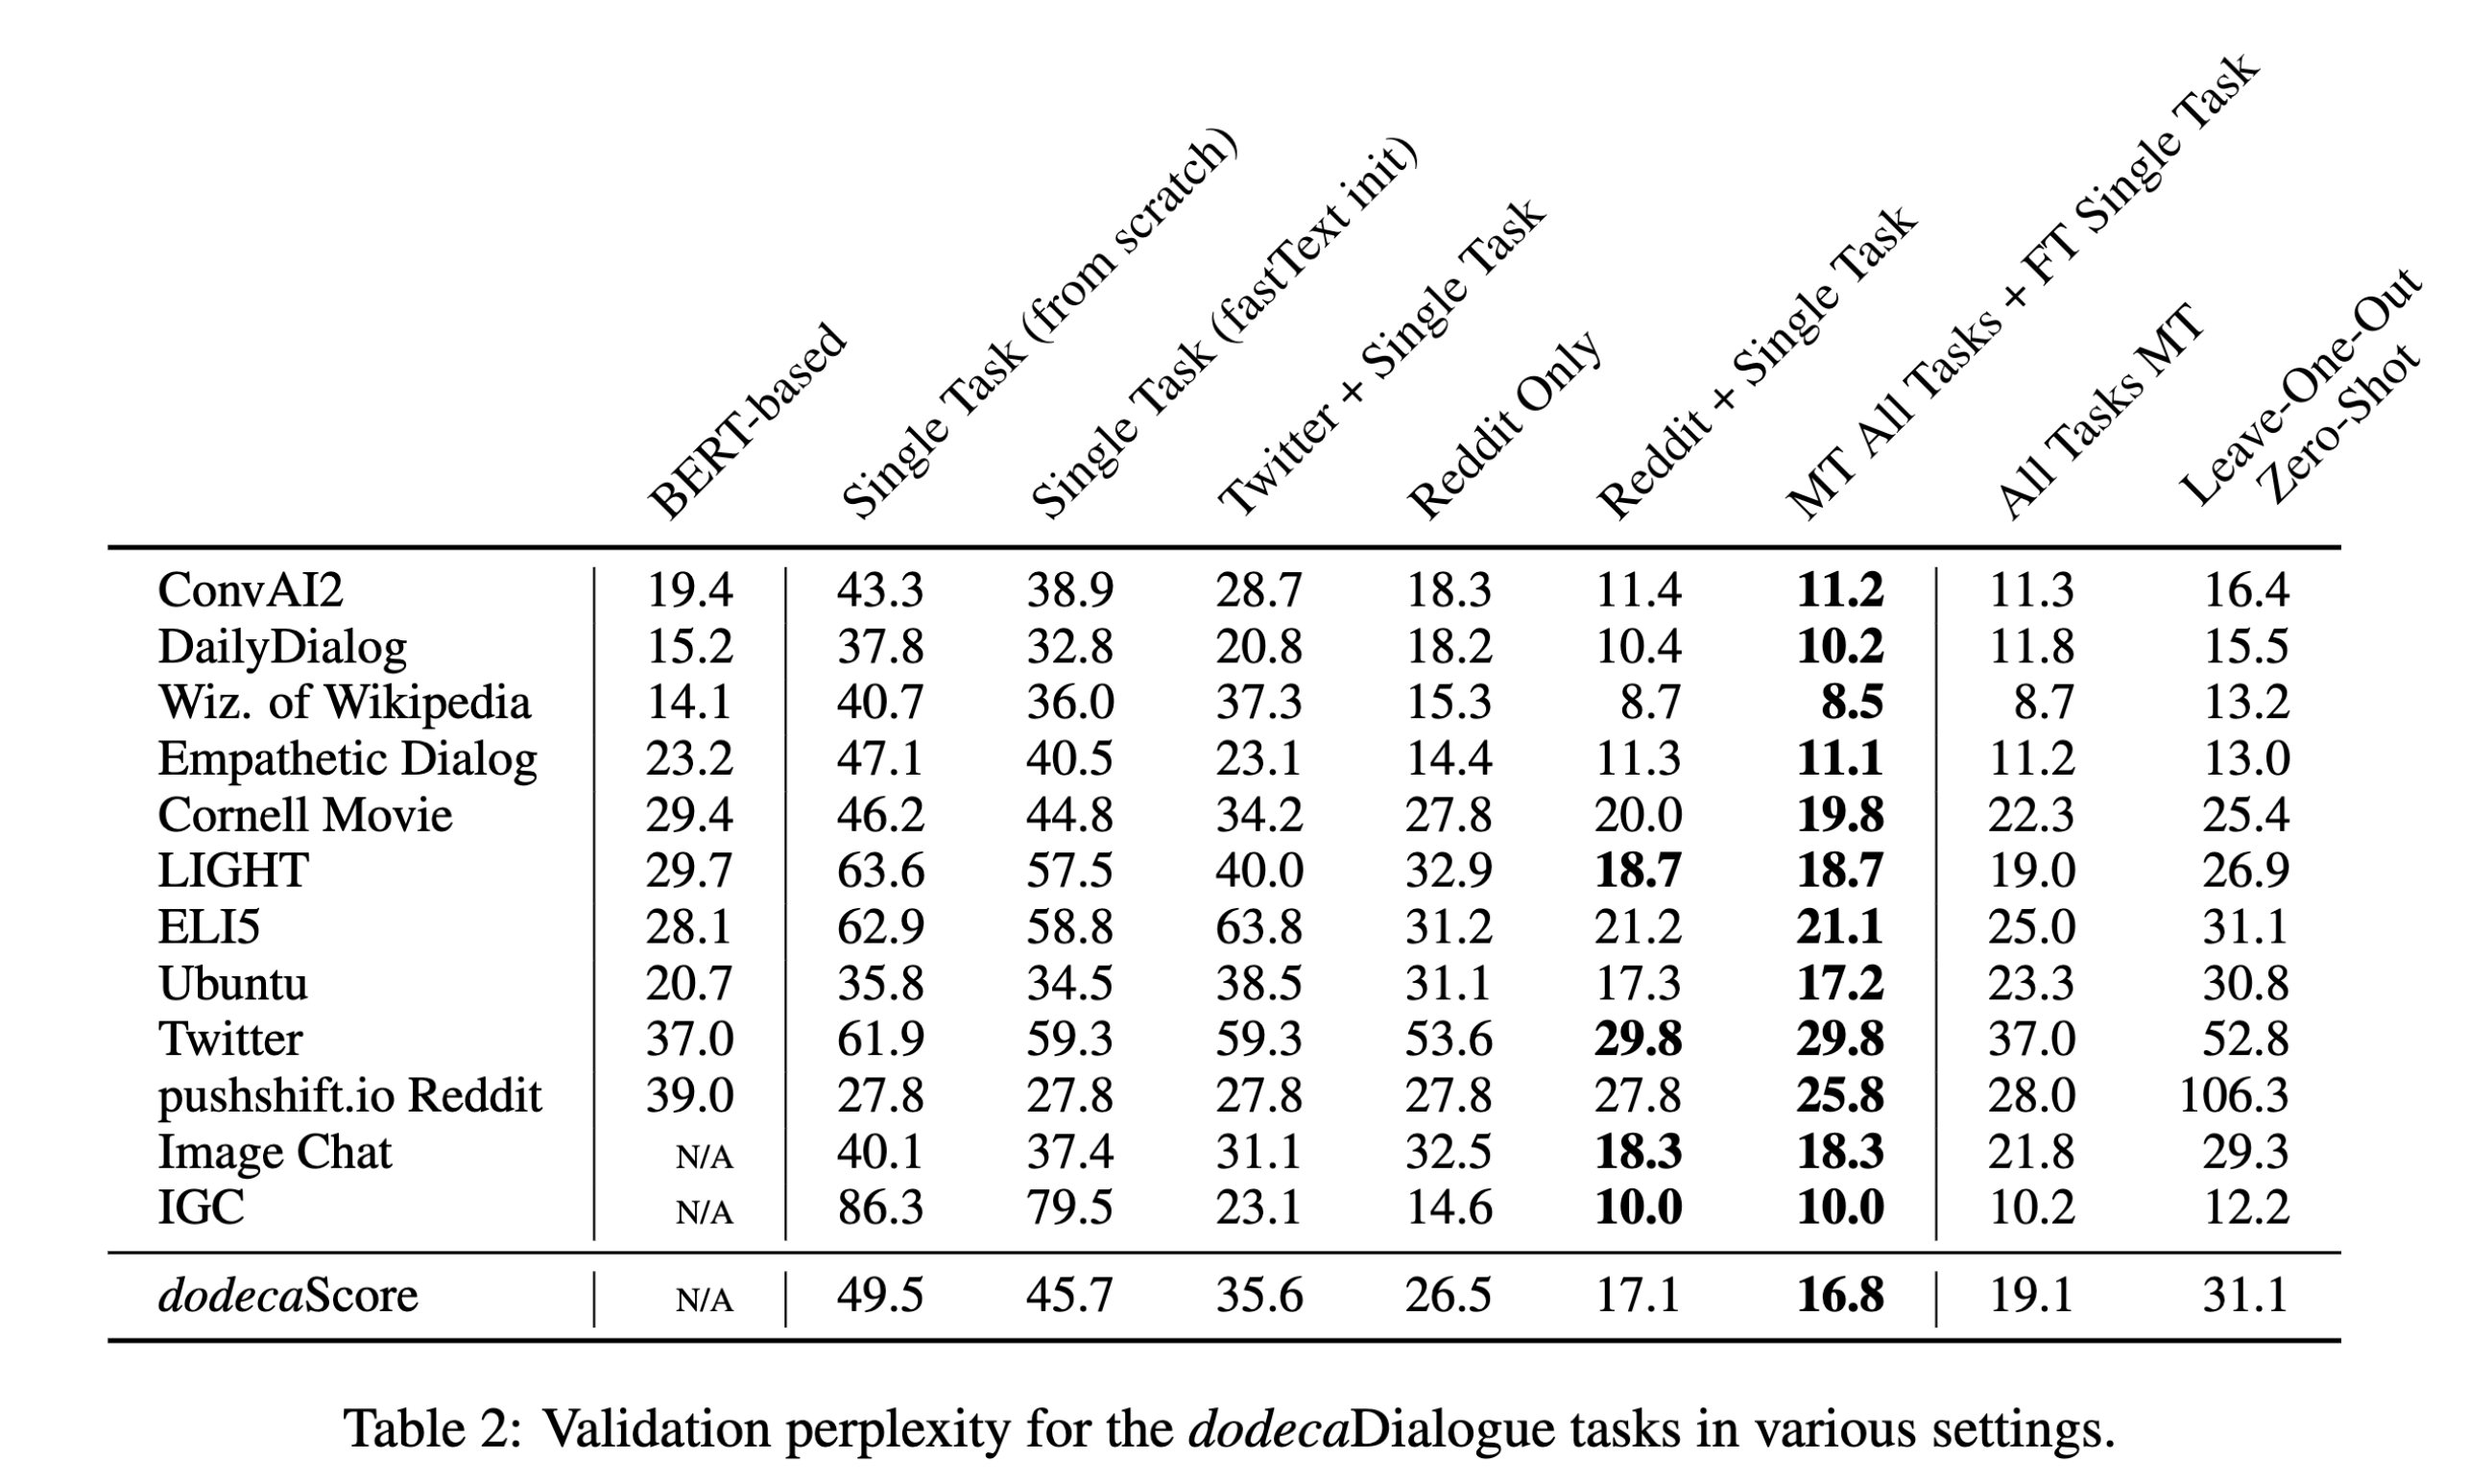 BERT-based Single Task (from scratch) Single Task (fastText init) Twitter + Single Task Reddit Only Reddit + Single Task MT All Tasks + FT Single Task All Tasks MT Leave-One-Out Zero-Shot
ConvAI2 19.4 43.3 38.9 28.7 18.3 11.4 11.2 11.3 16.4
DailyDialog 15.2 37.8 32.8 20.8 18.2 10.4 10.2 11.8 15.5
Wiz. of Wikipedia 14.1 40.7 36.0 37.3 15.3 8.7 8.5 8.7 13.2
Empathetic Dialog 23.2 47.1 40.5 23.1 14.4 11.3 11.1 11.2 13.0
Cornell Movie 29.4 46.2 44.8 34.2 27.8 20.0 19.8 22.3 25.4
LIGHT 29.7 63.6 57.5 40.0 32.9 18.7 18.7 19.0 26.9
ELI5 28.1 62.9 58.8 63.8 31.2 21.2 21.1 25.0 31.1
Ubuntu 20.7 35.8 34.5 38.5 31.1 17.3 17.2 23.3 30.8
Twitter 37.0 61.9 59.3 59.3 53.6 29.8 29.8 37.0 52.8
pushshift.io Reddit 39.0 27.8 27.8 27.8 27.8 27.8 25.8 28.0 106.3
Image Chat N/A 40.1 37.4 31.1 32.5 18.3 18.3 21.8 29.3
IGC N/A 86.3 79.5 23.1 14.6 10.0 10.0 10.2 12.2
dodecaScore N/A 49.5 45.7 35.6 26.5 17.1 16.8 19.1 31.1
Table 2: Validation perplexity for the dodecaDialogue tasks in various settings.